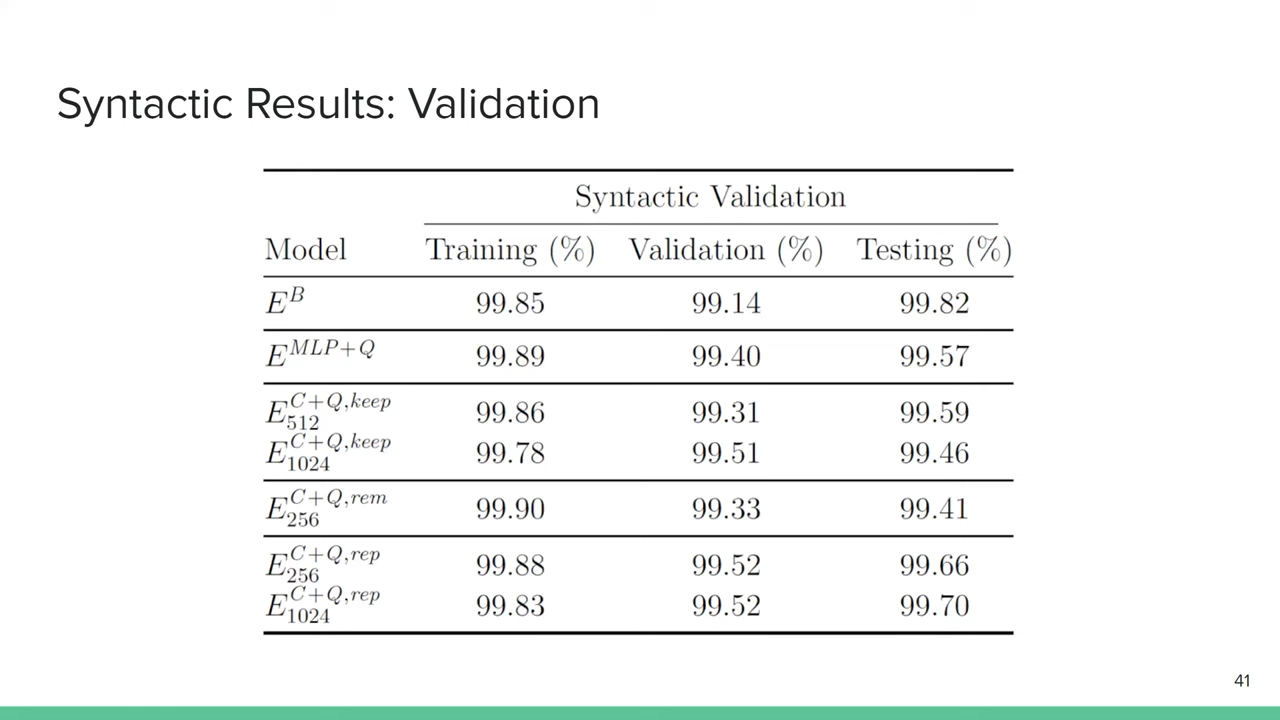 Syntactic Results: Validation
Syntactic Validation
Model Training (%) Validation (%) Testing (%)
E^B 99.85 99.14 99.82
E^{MLP+Q} 99.89 99.40 99.57
E_{512}^{C+Q,keep} 99.86 99.31 99.59
E_{1024}^{C+Q,keep} 99.78 99.51 99.46
E_{256}^{C+Q,rem} 99.90 99.33 99.41
E_{256}^{C+Q,rep} 99.88 99.52 99.66
E_{1024}^{C+Q,rep} 99.83 99.52 99.70
41